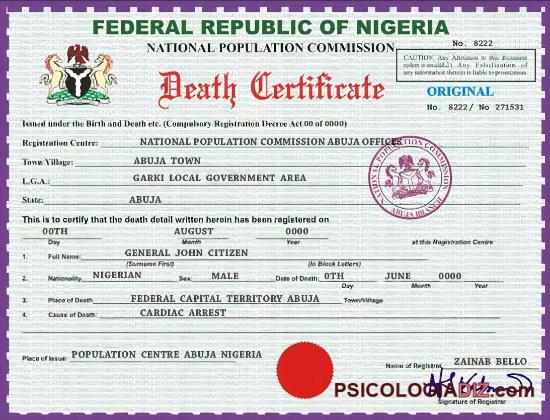 FEDERAL REPUBLIC OF NIGERIA
NATIONAL POPULATION COMMISSION
No. 8222
CAUTION: Any Alteration to this document
renders it invalid. Any Falsification of
any information therein is liable to prosecution.
Death Certificate
ORIGINAL
No. 8222/ No 271531
Issued under the Birth and Death etc. (Compulsory Registration Decree Act 00 of 0000)
Registration Centre: NATIONAL POPULATION COMMISSION ABUJA OFFICER
Town/Village: ABUJA TOWN
L.G.A: GARKI LOCAL GOVERNMENT AREA
State: ABUJA
NATIONAL POPULATION COMMISSION
ABUJA BRANCH
This is to certify that the death detail written herein has been registered on
00TH AUGUST 0000
Day Month Year at this Registration Centre
1. Full Name: GENERAL JOHN CITIZEN
(Surname First) (In Block Letters)
2. Nationality NIGERIAN Sex: MALE Date of Death: 0TH JUNE 0000
Day Month Year
3. Place of Death: FEDERAL CAPITAL TERRITORY ABUJA Town/Village
4. Cause of Death: CARDIAC ARREST
Place of Issue: POPULATION CENTRE ABUJA NIGERIA
Name of Registrar ZAINAB BELLO
PSICOLOGIADIZ.com
Signature of Registrar